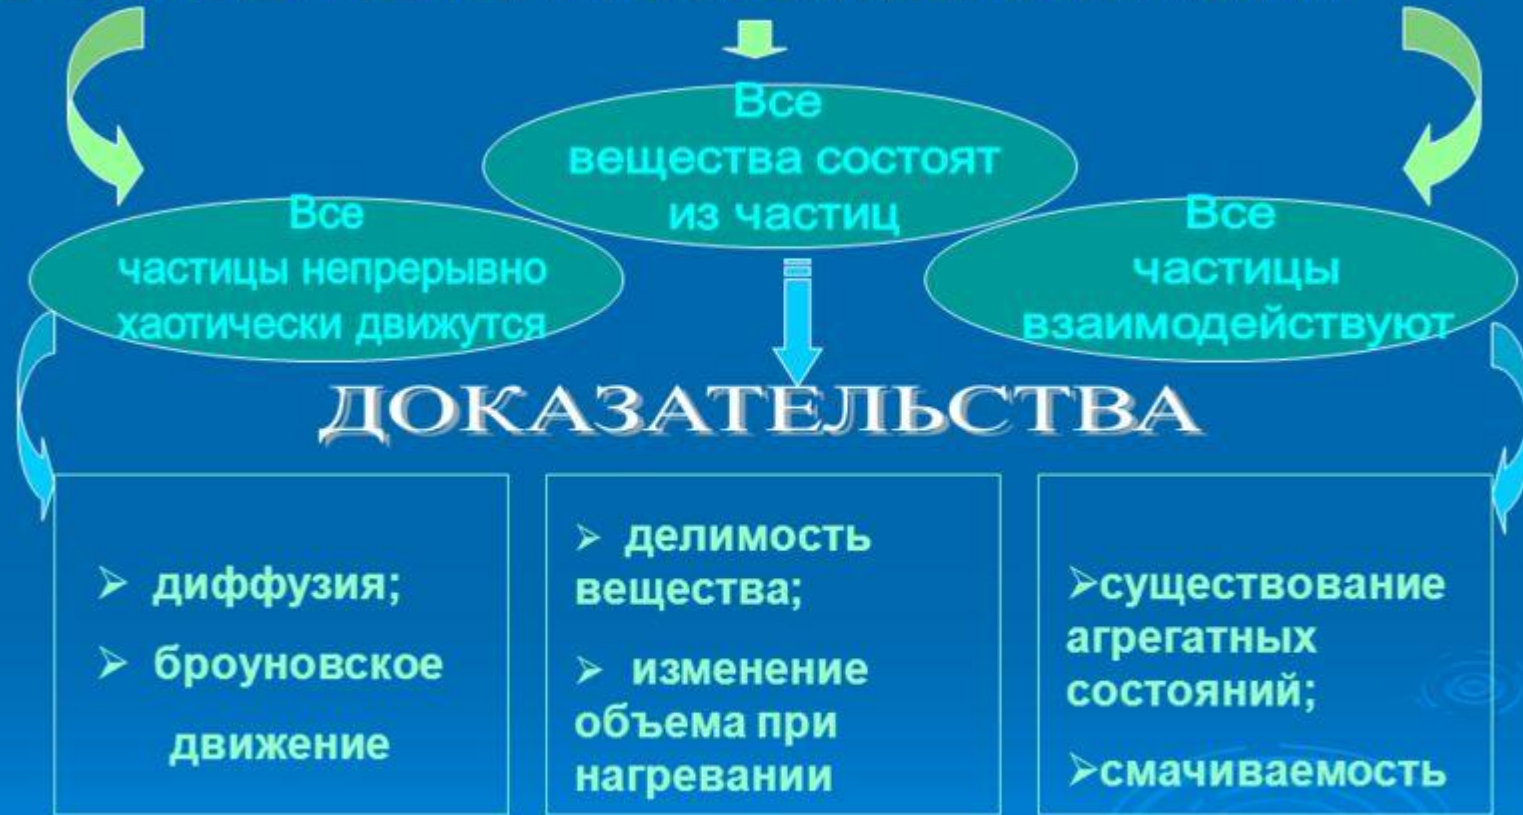 Все
вещества состоят
из частиц
Все
частицы непрерывно
хаотически движутся
Все
частицы
взаимодействуют
ДОКАЗАТЕЛЬСТВА
➢ диффузия;
➢ броуновское
движение
➢ делимость
вещества;
➢ изменение
объема при
нагревании
➢существование
агрегатных
состояний;
➢смачиваемость